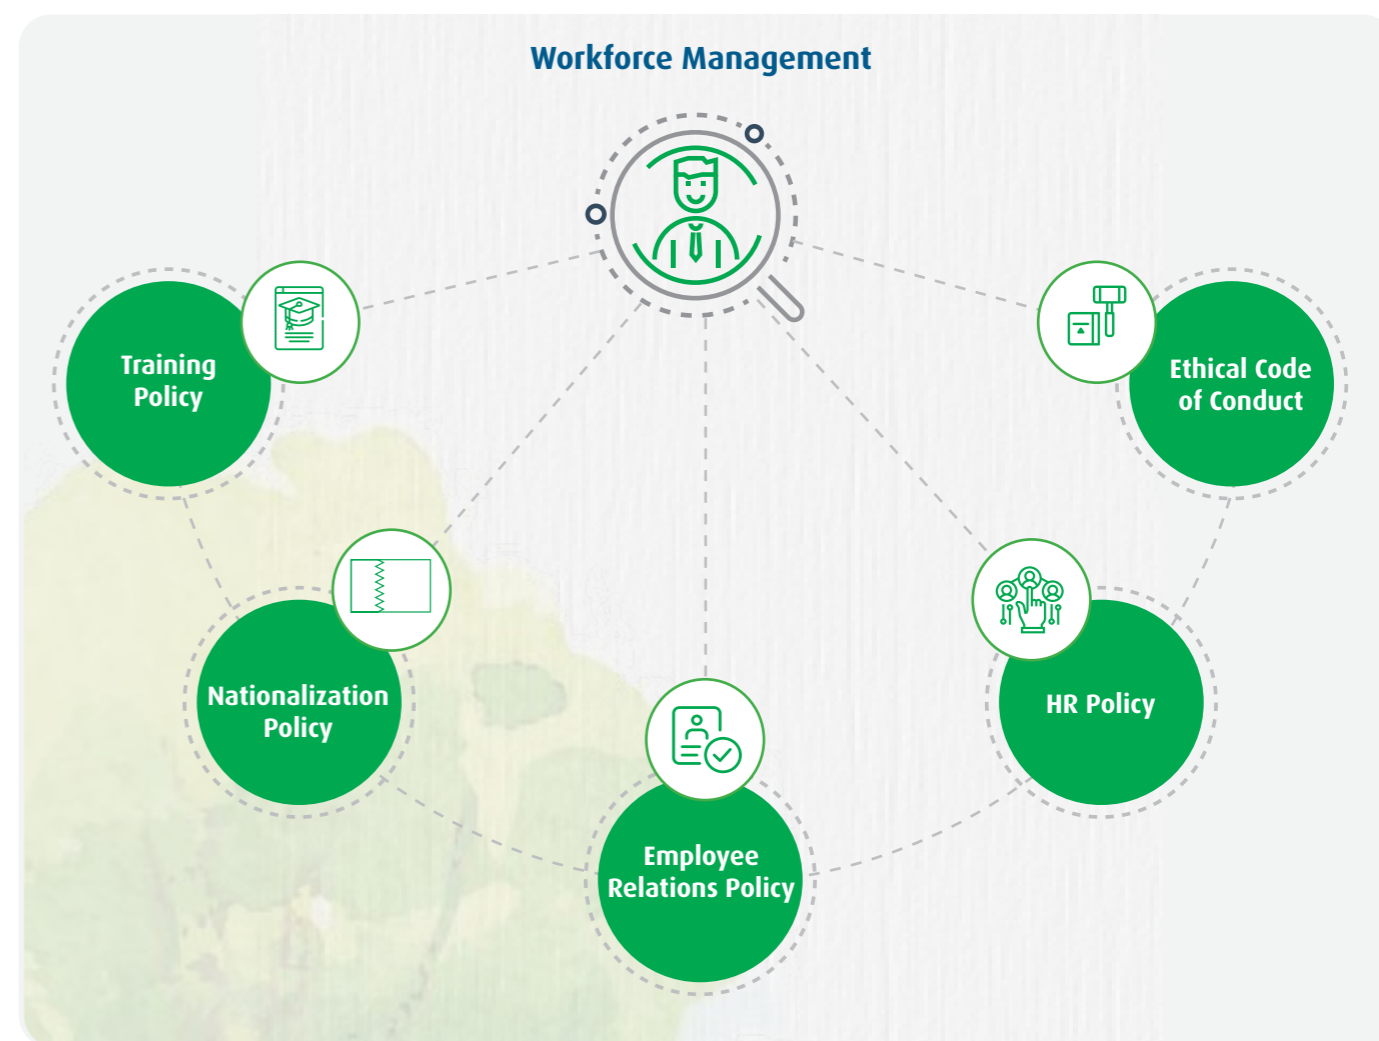 Workforce Management
Training
Policy
Ethical Code
of Conduct
Nationalization
Policy
HR Policy
Employee
Relations Policy